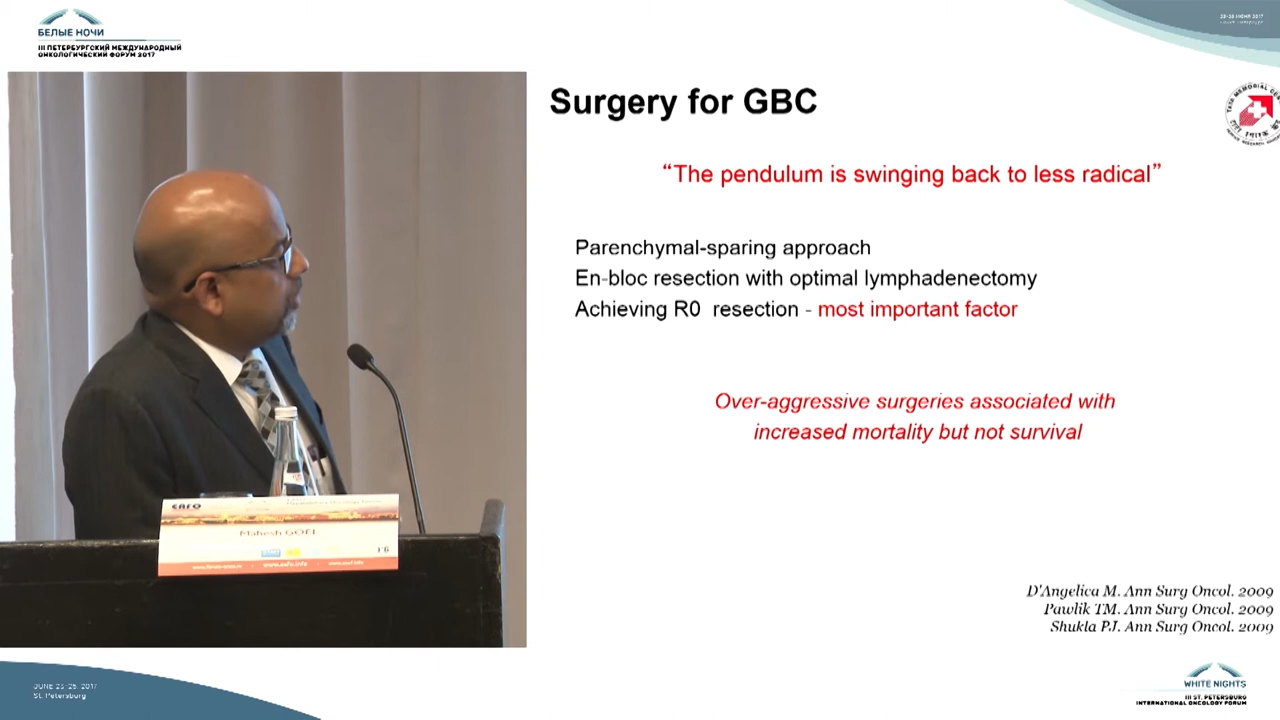 БЕЛЫЕ НОЧИ
III ПЕТЕРБУРГСКИЙ МЕЖДУНАРОДНЫЙ
ОНКОЛОГИЧЕСКИЙ ФОРУМ 2017
Surgery for GBC
“The pendulum is swinging back to less radical”
Parenchymal-sparing approach
En-bloc resection with optimal lymphadenectomy
Achieving R0 resection - most important factor
Over-aggressive surgeries associated with
increased mortality but not survival
Mahesh GOEL
D'Angelica M. Ann Surg Oncol. 2009
Pawlik TM. Ann Surg Oncol. 2009
Shukla PJ. Ann Surg Oncol. 2009
St. Petersburg
WHITE NIGHTS
III ST. PETERSBURG
INTERNATIONAL ONCOLOGY FORUM